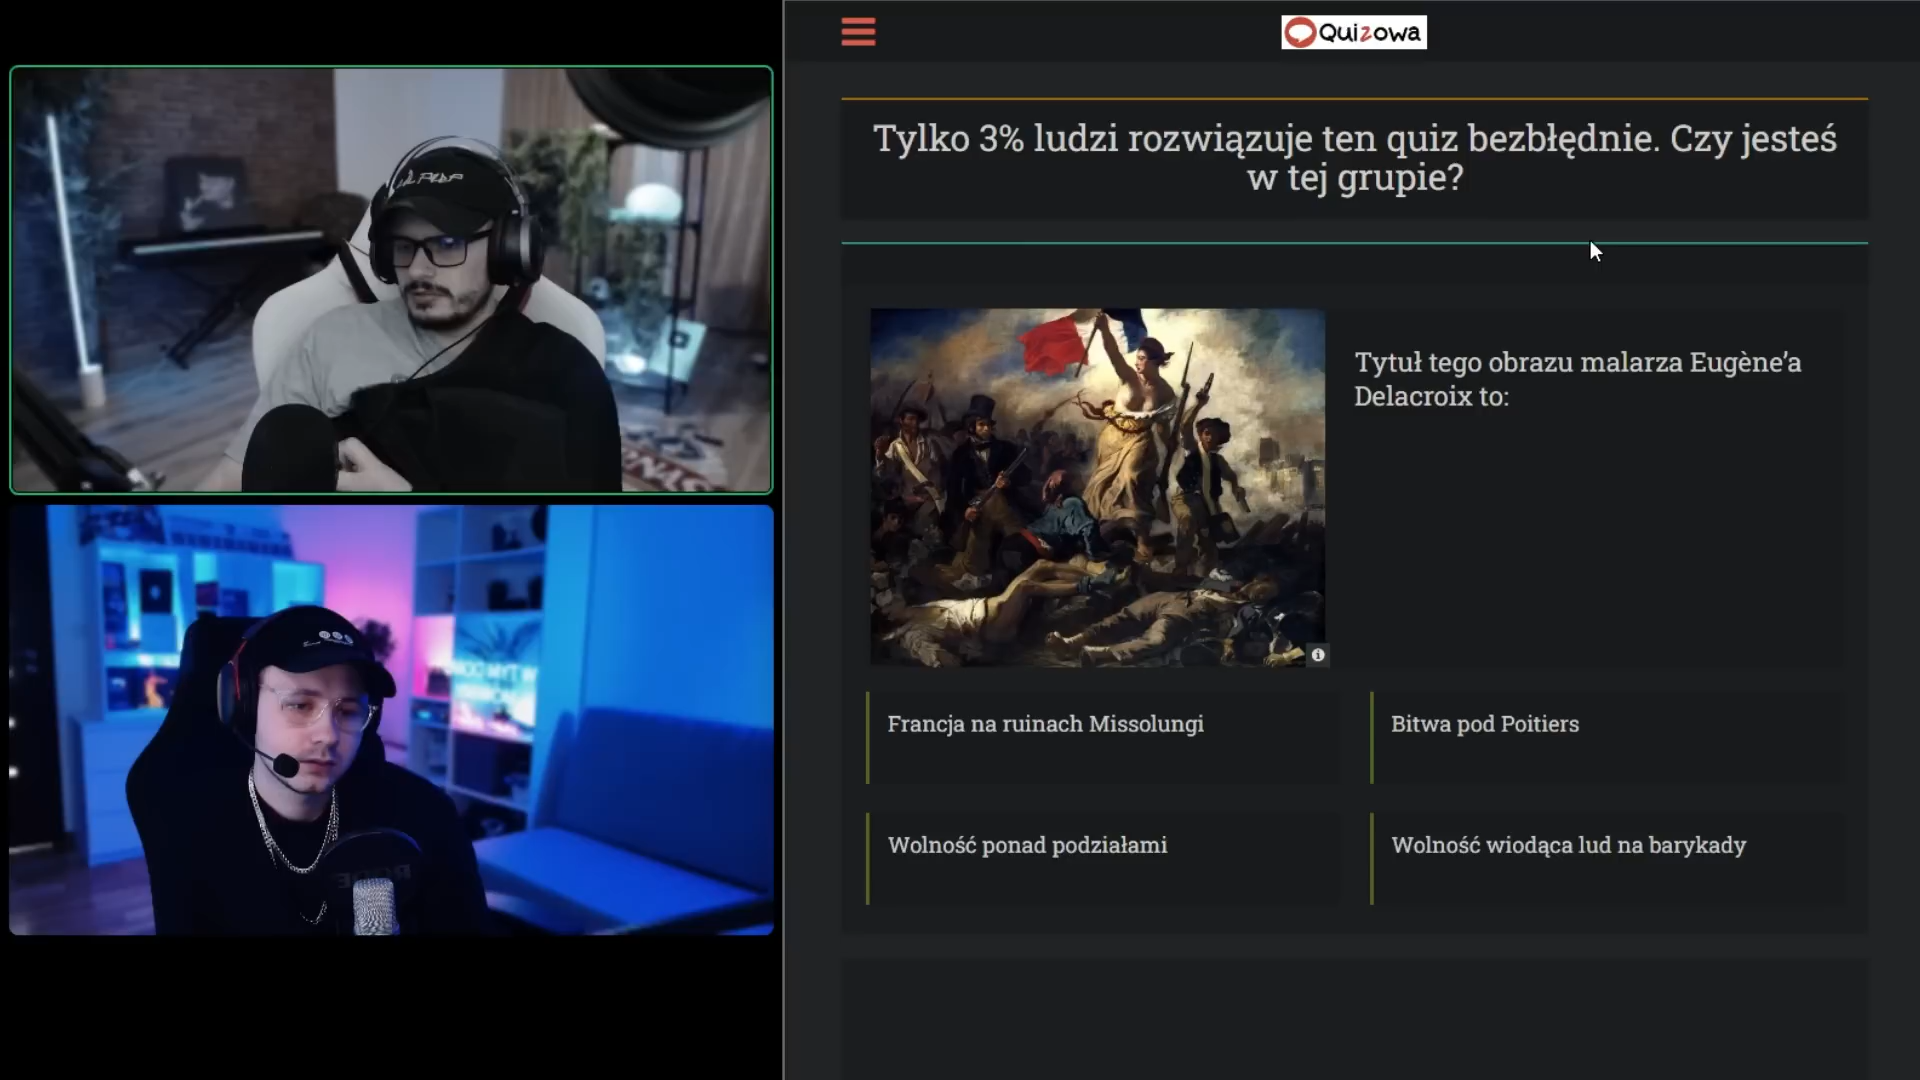 Quizowa
Tylko 3% ludzi rozwiązuje ten quiz bezbłędnie. Czy jesteś
w tej grupie?
Tytuł tego obrazu malarza Eugène’a
Delacroix to:
Francja na ruinach Missolungi
Bitwa pod Poitiers
Wolność ponad podziałami
Wolność wiodąca lud na barykady
RODE